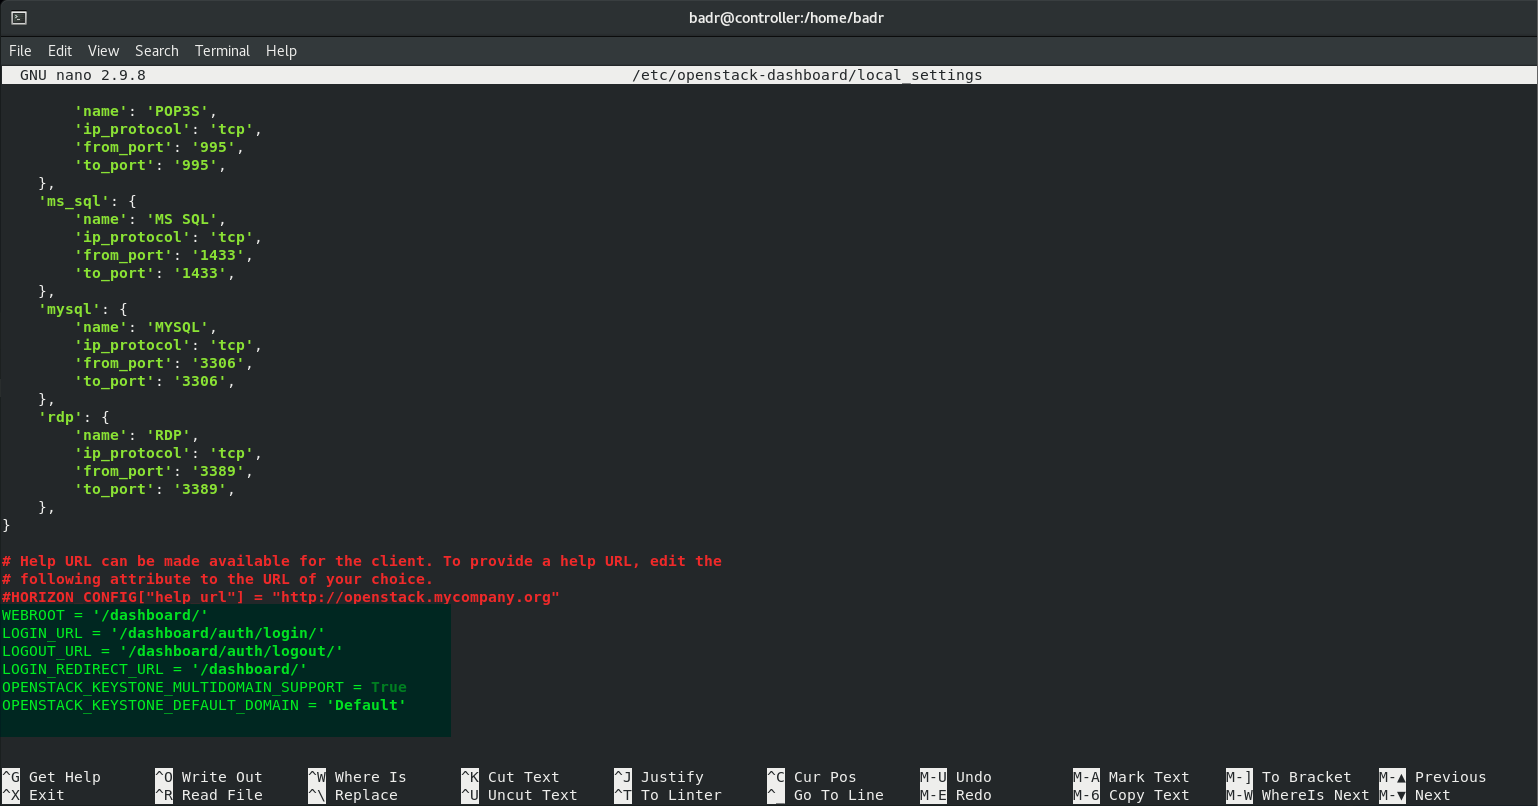 badr@controller:/home/badr
File Edit View Search Terminal Help
GNU nano 2.9.8 /etc/openstack-dashboard/local_settings
        'name': 'POP3S',
        'ip_protocol': 'tcp',
        'from_port': '995',
        'to_port': '995',
    },
    'ms_sql': {
        'name': 'MS SQL',
        'ip_protocol': 'tcp',
        'from_port': '1433',
        'to_port': '1433',
    },
    'mysql': {
        'name': 'MYSQL',
        'ip_protocol': 'tcp',
        'from_port': '3306',
        'to_port': '3306',
    },
    'rdp': {
        'name': 'RDP',
        'ip_protocol': 'tcp',
        'from_port': '3389',
        'to_port': '3389',
    },
}
# Help URL can be made available for the client. To provide a help URL, edit the
# following attribute to the URL of your choice.
#HORIZON_CONFIG["help_url"] = "http://openstack.mycompany.org"
WEBROOT = '/dashboard/'
LOGIN_URL = '/dashboard/auth/login/'
LOGOUT_URL = '/dashboard/auth/logout/'
LOGIN_REDIRECT_URL = '/dashboard/'
OPENSTACK_KEYSTONE_MULTIDOMAIN_SUPPORT = True
OPENSTACK_KEYSTONE_DEFAULT_DOMAIN = 'Default'
^G Get Help ^O Write Out ^W Where Is ^K Cut Text ^J Justify ^C Cur Pos M-U Undo M-A Mark Text M-] To Bracket M-▲ Previous
^X Exit ^R Read File ^\ Replace ^U Uncut Text ^T To Linter ^_ Go To Line M-E Redo M-6 Copy Text M-W WhereIs Next M-▼ Next